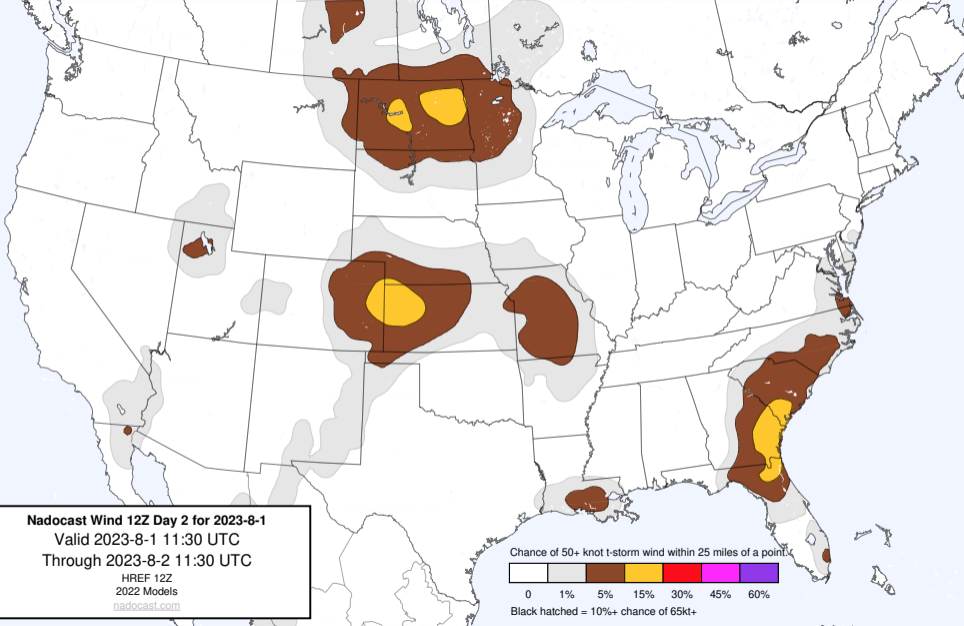 Nadocast Wind 12Z Day 2 for 2023-8-1
Valid 2023-8-1 11:30 UTC
Through 2023-8-2 11:30 UTC
HREF 12Z
2022 Models
nadocast.com
Chance of 50+ knot t-storm wind within 25 miles of a point.
0 1% 5% 15% 30% 45% 60%
Black hatched = 10%+ chance of 65kt+